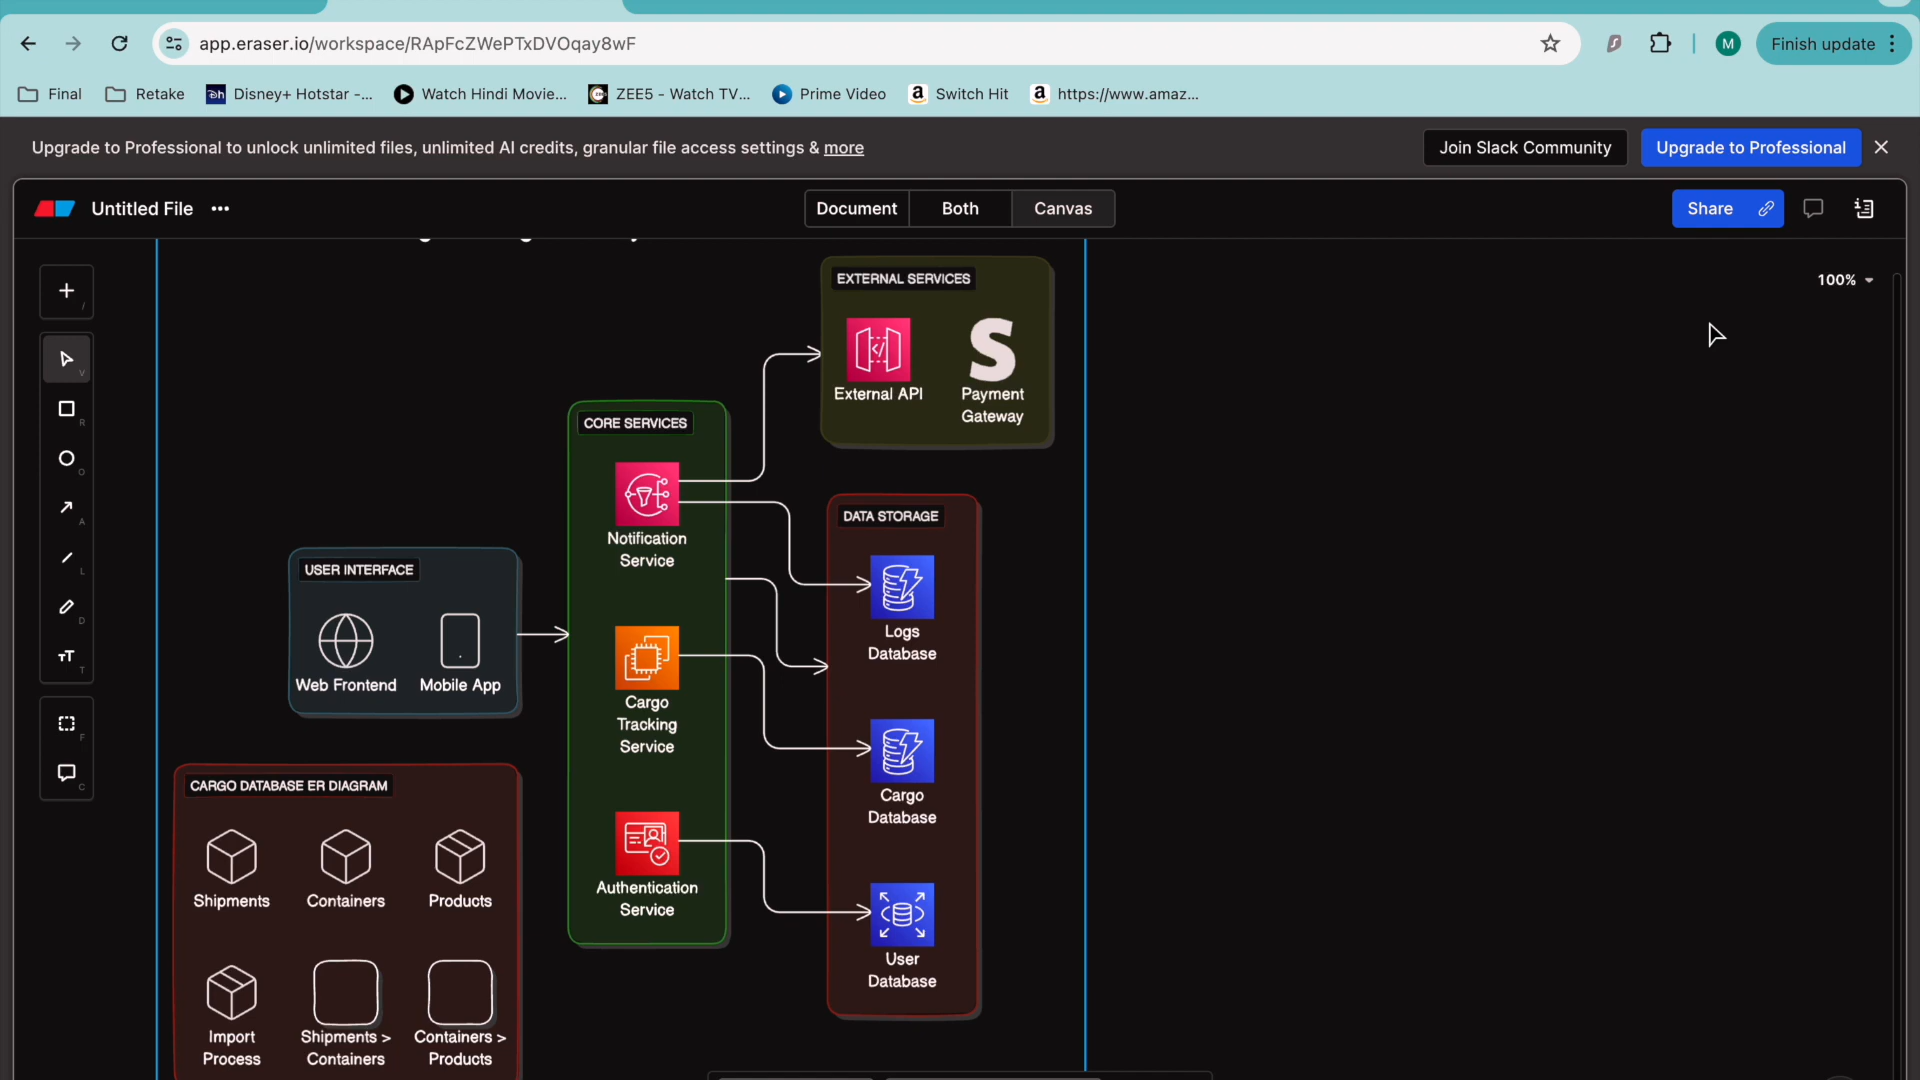 app.eraser.io/workspace/RApFcZWePTxDVOqay8wF
M
Finish update
Final
Retake
Disney+ Hotstar -...
Watch Hindi Movie...
ZEE5 - Watch TV...
Prime Video
Switch Hit
https://www.amaz...
Upgrade to Professional to unlock unlimited files, unlimited AI credits, granular file access settings & more
Join Slack Community
Upgrade to Professional
Untitled File
Document
Both
Canvas
Share
100%
/
V
R
O
A
L
D
T
F
C
EXTERNAL SERVICES
External API
Payment
Gateway
CORE SERVICES
Notification
Service
Cargo
Tracking
Service
Authentication
Service
DATA STORAGE
Logs
Database
Cargo
Database
User
Database
USER INTERFACE
Web Frontend
Mobile App
CARGO DATABASE ER DIAGRAM
Shipments
Containers
Products
Import
Process
Shipments >
Containers
Containers >
Products